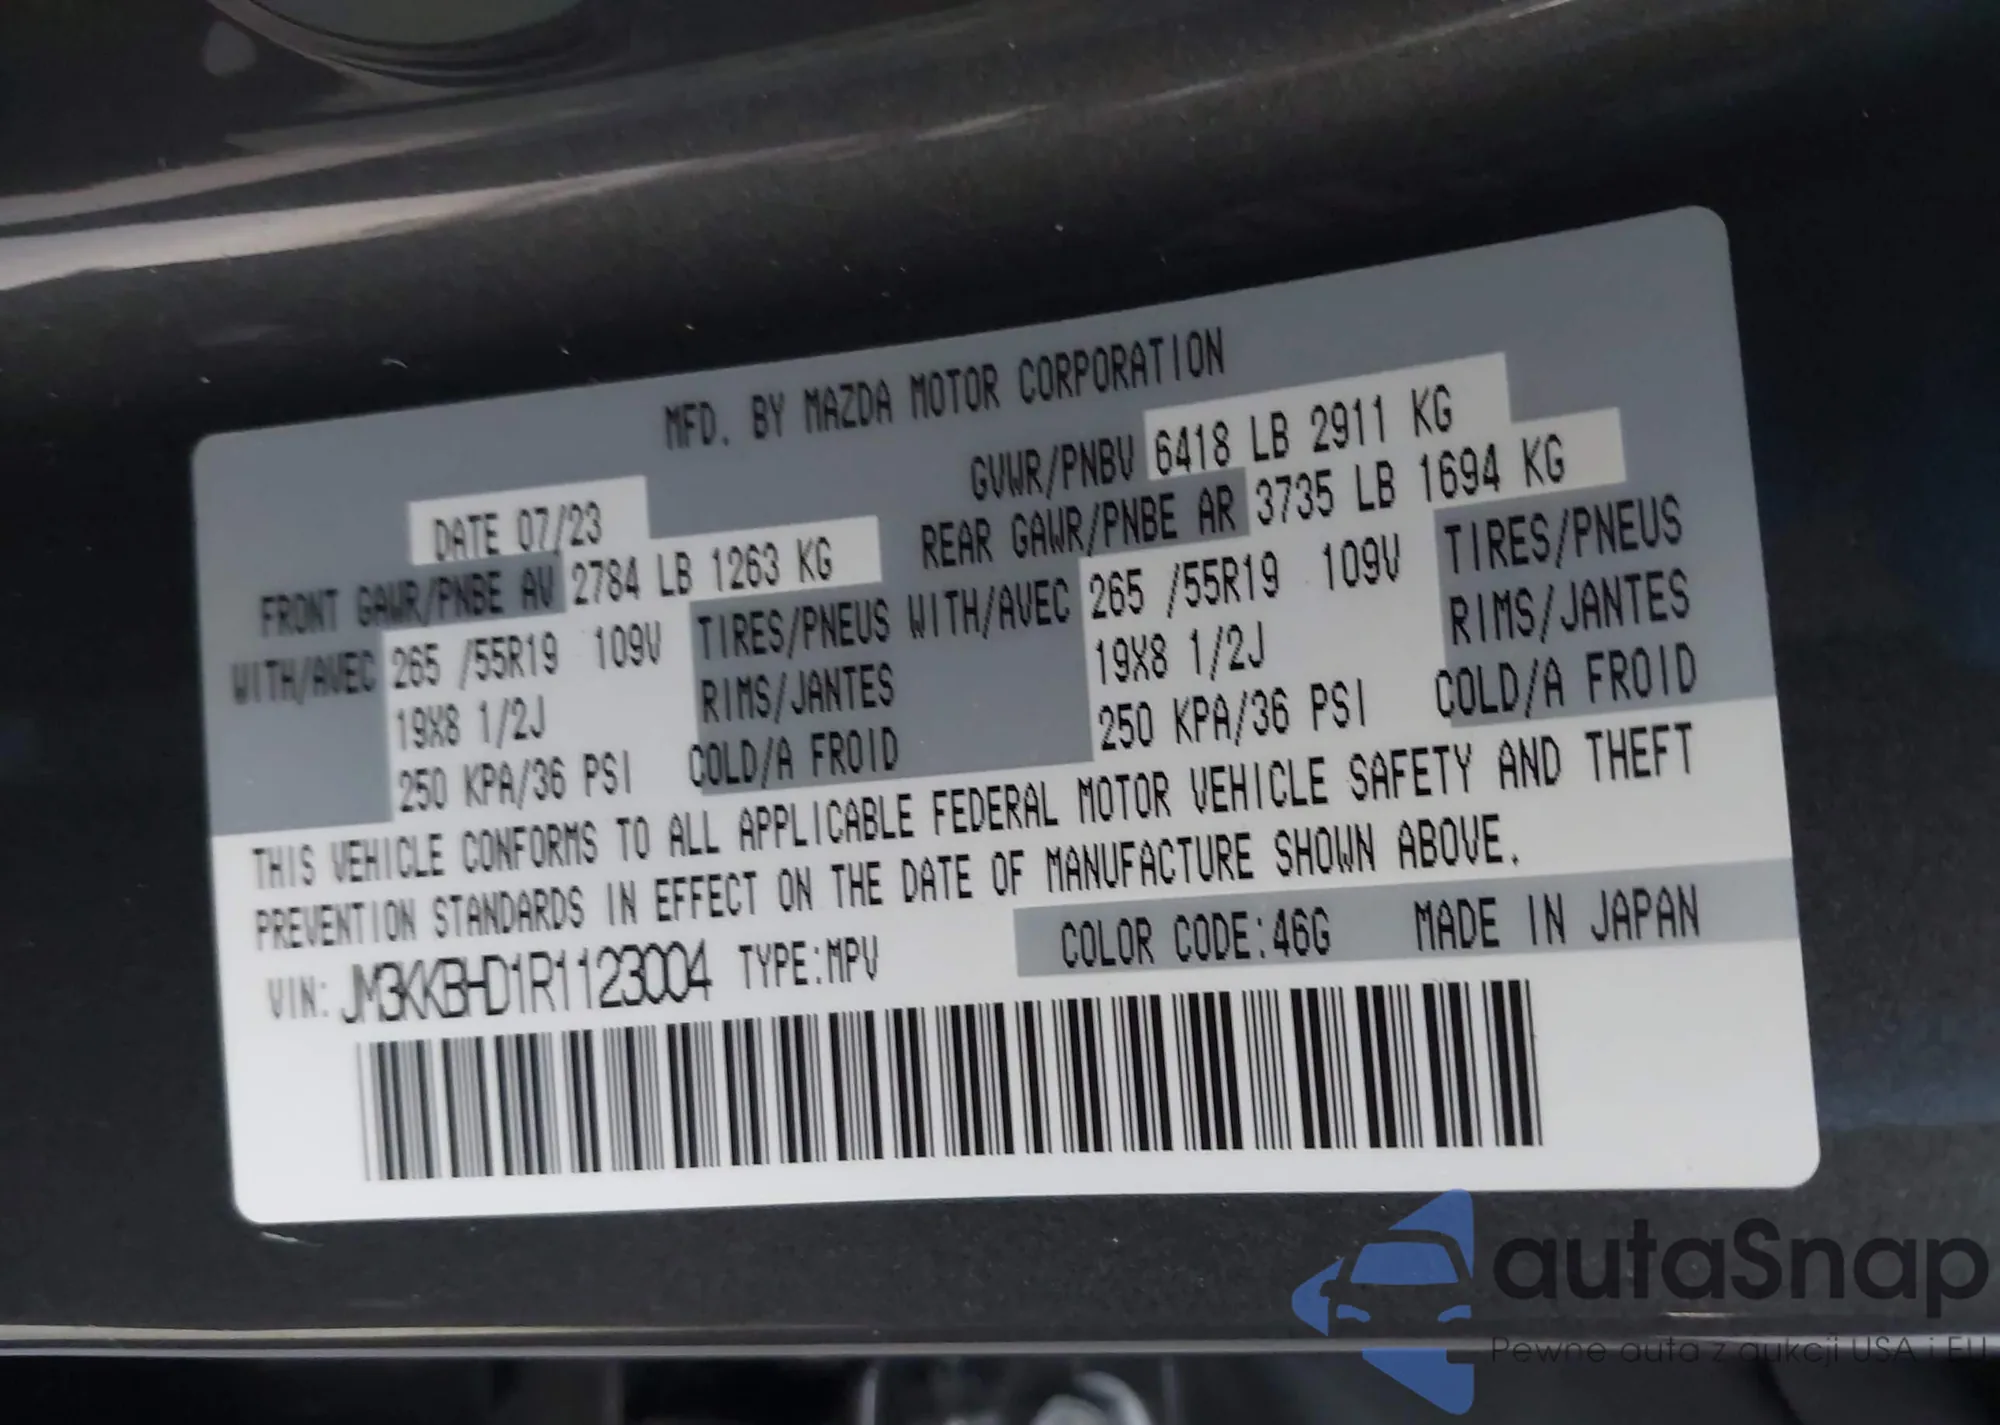 MFD. BY MAZDA MOTOR CORPORATION
DATE 07/23 GVWR/PNBV 6418 LB 2911 KG
FRONT GAWR/PNBE AV 2784 LB 1263 KG REAR GAWR/PNBE AR 3735 LB 1694 KG
WITH/AVEC 265 /55R19 109V TIRES/PNEUS WITH/AVEC 265 /55R19 109V TIRES/PNEUS
19X8 1/2J RIMS/JANTES 19X8 1/2J RIMS/JANTES
250 KPA/36 PSI COLD/A FROID 250 KPA/36 PSI COLD/A FROID
THIS VEHICLE CONFORMS TO ALL APPLICABLE FEDERAL MOTOR VEHICLE SAFETY AND THEFT
PREVENTION STANDARDS IN EFFECT ON THE DATE OF MANUFACTURE SHOWN ABOVE.
VIN: JM3KKBHD1R1123004 TYPE:MPV COLOR CODE:46G MADE IN JAPAN
autaSnap
Pewne auta z aukcji USA i EU